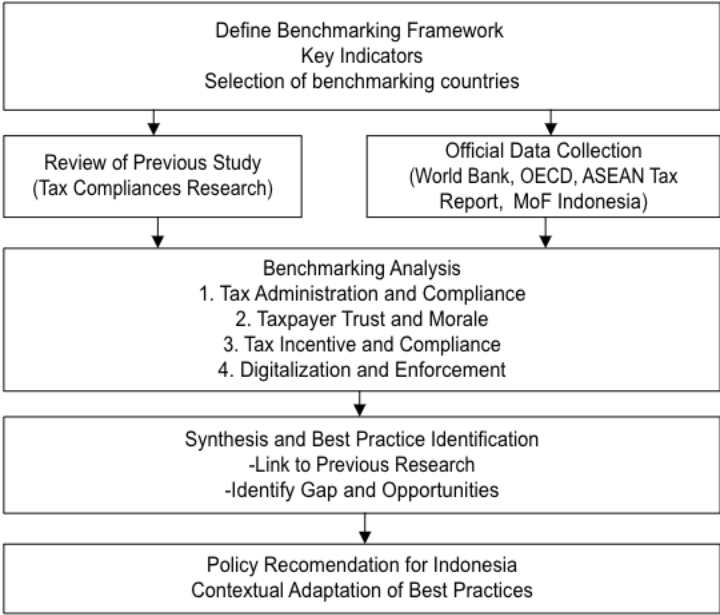 Define Benchmarking Framework
Key Indicators
Selection of benchmarking countries
Review of Previous Study
(Tax Compliances Research)
Official Data Collection
(World Bank, OECD, ASEAN Tax
Report, MoF Indonesia)
Benchmarking Analysis
1. Tax Administration and Compliance
2. Taxpayer Trust and Morale
3. Tax Incentive and Compliance
4. Digitalization and Enforcement
Synthesis and Best Practice Identification
-Link to Previous Research
-Identify Gap and Opportunities
Policy Recomendation for Indonesia
Contextual Adaptation of Best Practices